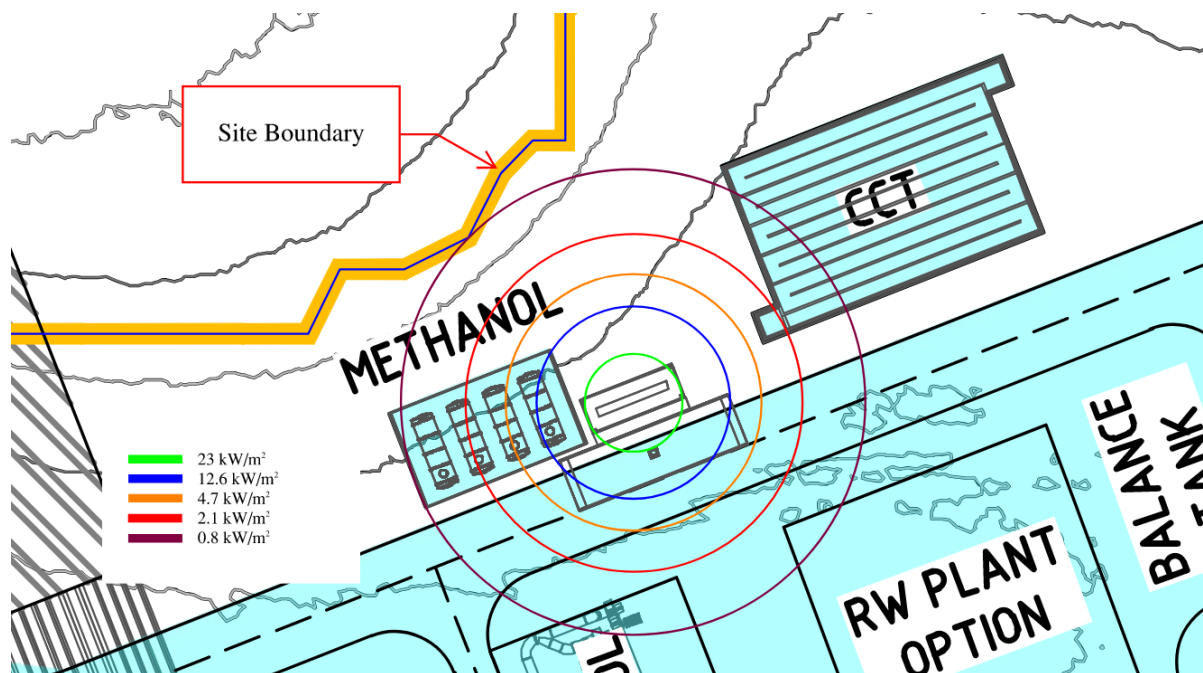 Site Boundary
CCT
METHANOL
23 kW/m²
12.6 kW/m²
4.7 kW/m²
2.1 kW/m²
0.8 kW/m²
BALANCE
TANK
RW PLANT
OPTION